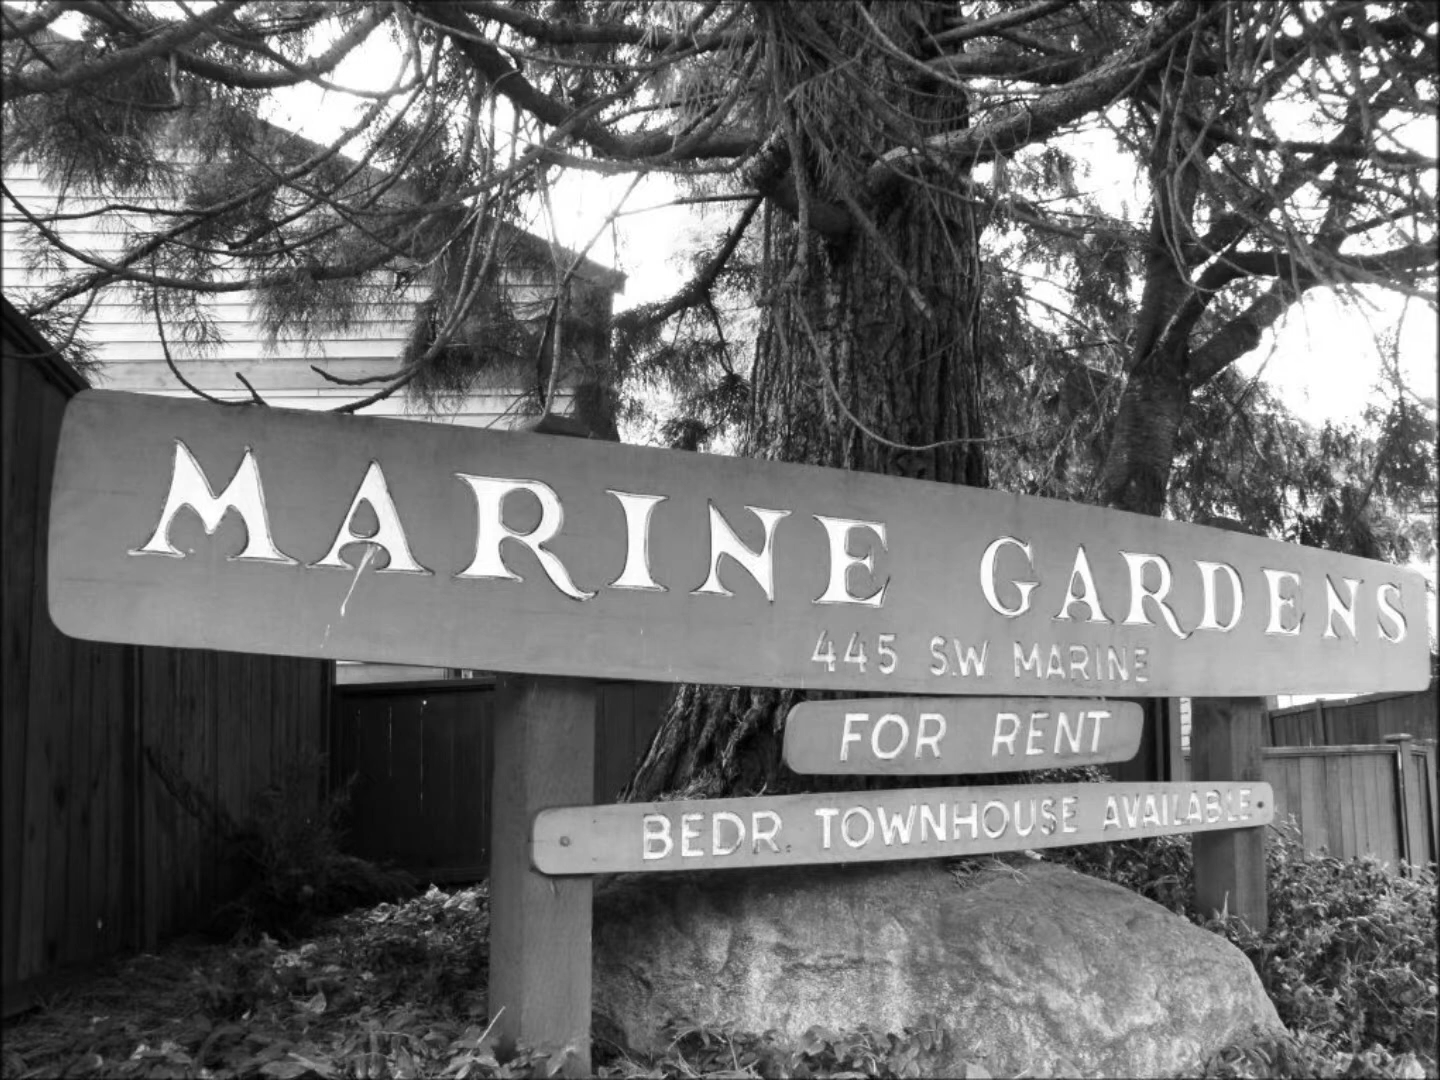 MARINE GARDENS
445 S.W MARINE
FOR RENT
BEDR. TOWNHOUSE AVAILABLE